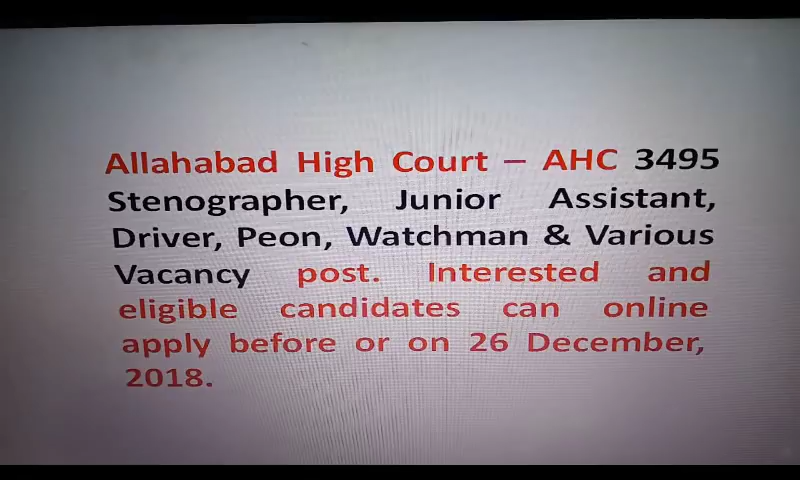 Allahabad High Court – AHC 3495
Stenographer, Junior Assistant,
Driver, Peon, Watchman & Various
Vacancy post. Interested and
eligible candidates can online
apply before or on 26 December,
2018.